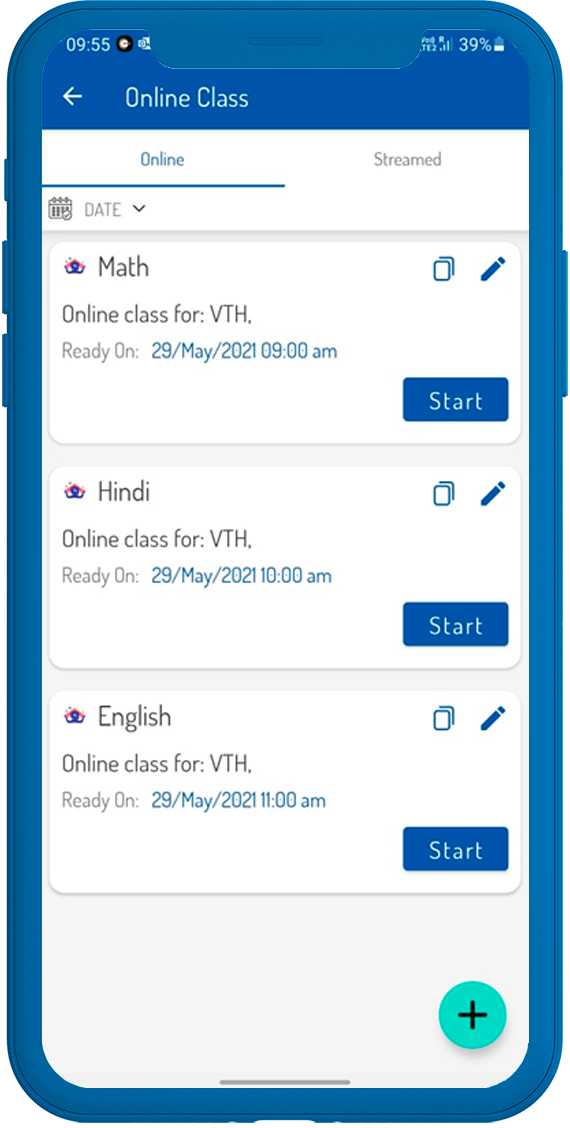 09:55 39%
Online Class
Online Streamed
DATE
Math
Online class for: VTH,
Ready On: 29/May/2021 09:00 am
Start
Hindi
Online class for: VTH,
Ready On: 29/May/2021 10:00 am
Start
English
Online class for: VTH,
Ready On: 29/May/2021 11:00 am
Start